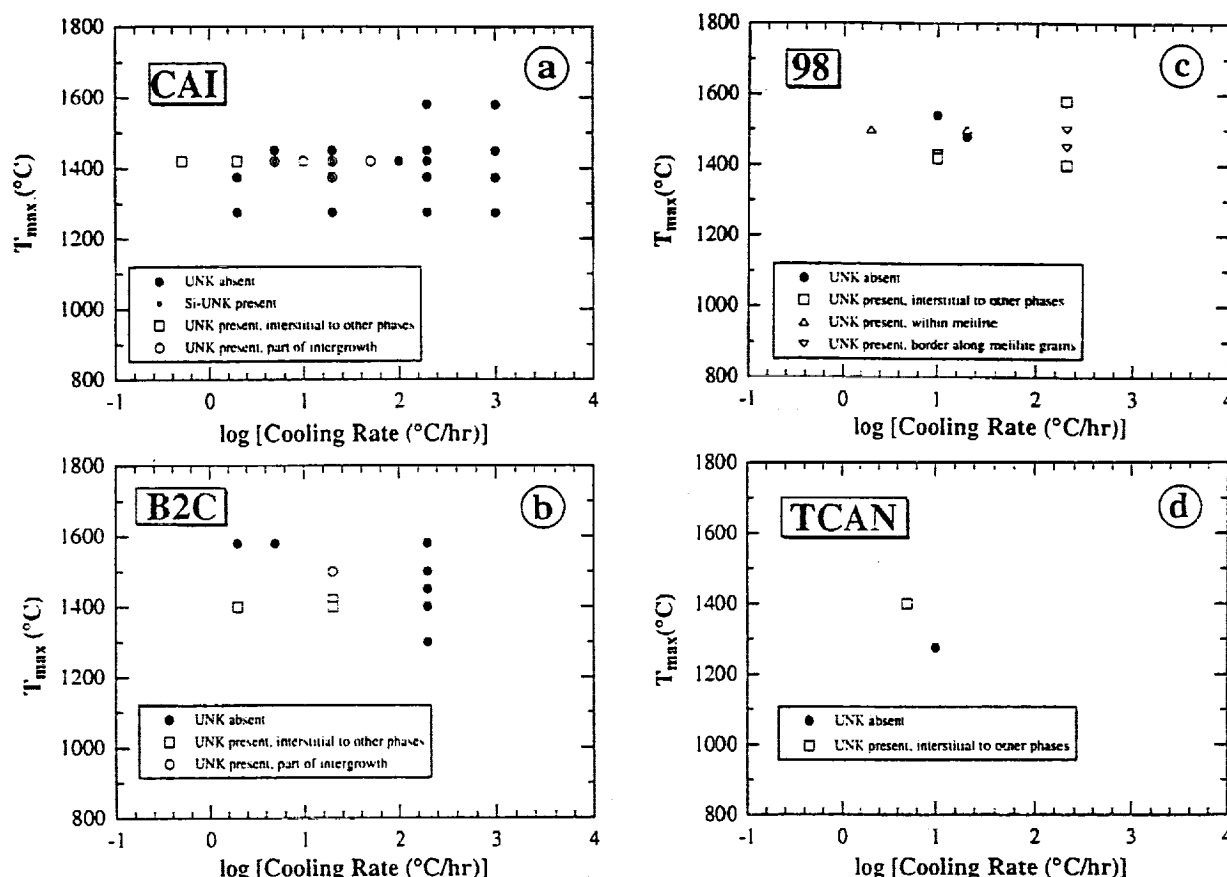 CAI
a
1800
1600
1400
1200
1000
800
T_max.(°C)
UNK absent
Si-UNK present
UNK present, interstitial to other phases
UNK present, part of intergrowth
-1 0 1 2 3 4
log [Cooling Rate (°C/hr)]
98
c
1800
1600
1400
1200
1000
800
T_max(°C)
UNK absent
UNK present, interstitial to other phases
UNK present, within melilite
UNK present, border along melilite grains
-1 0 1 2 3 4
log [Cooling Rate (°C/hr)]
B2C
b
1800
1600
1400
1200
1000
800
T_max(°C)
UNK absent
UNK present, interstitial to other phases
UNK present, part of intergrowth
-1 0 1 2 3 4
log [Cooling Rate (°C/hr)]
TCAN
d
1800
1600
1400
1200
1000
800
T_max(°C)
UNK absent
UNK present, interstitial to other phases
-1 0 1 2 3 4
log [Cooling Rate (°C/hr)]